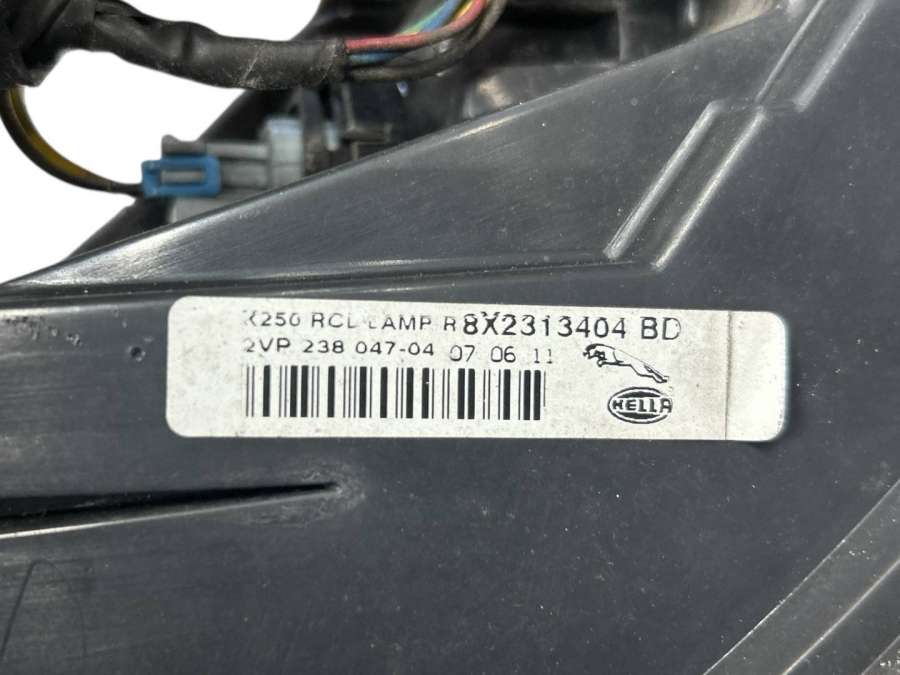 X250 RCL LAMP R 8X2313404 BD
2VP 238 047-04 07 06 11
HELLA